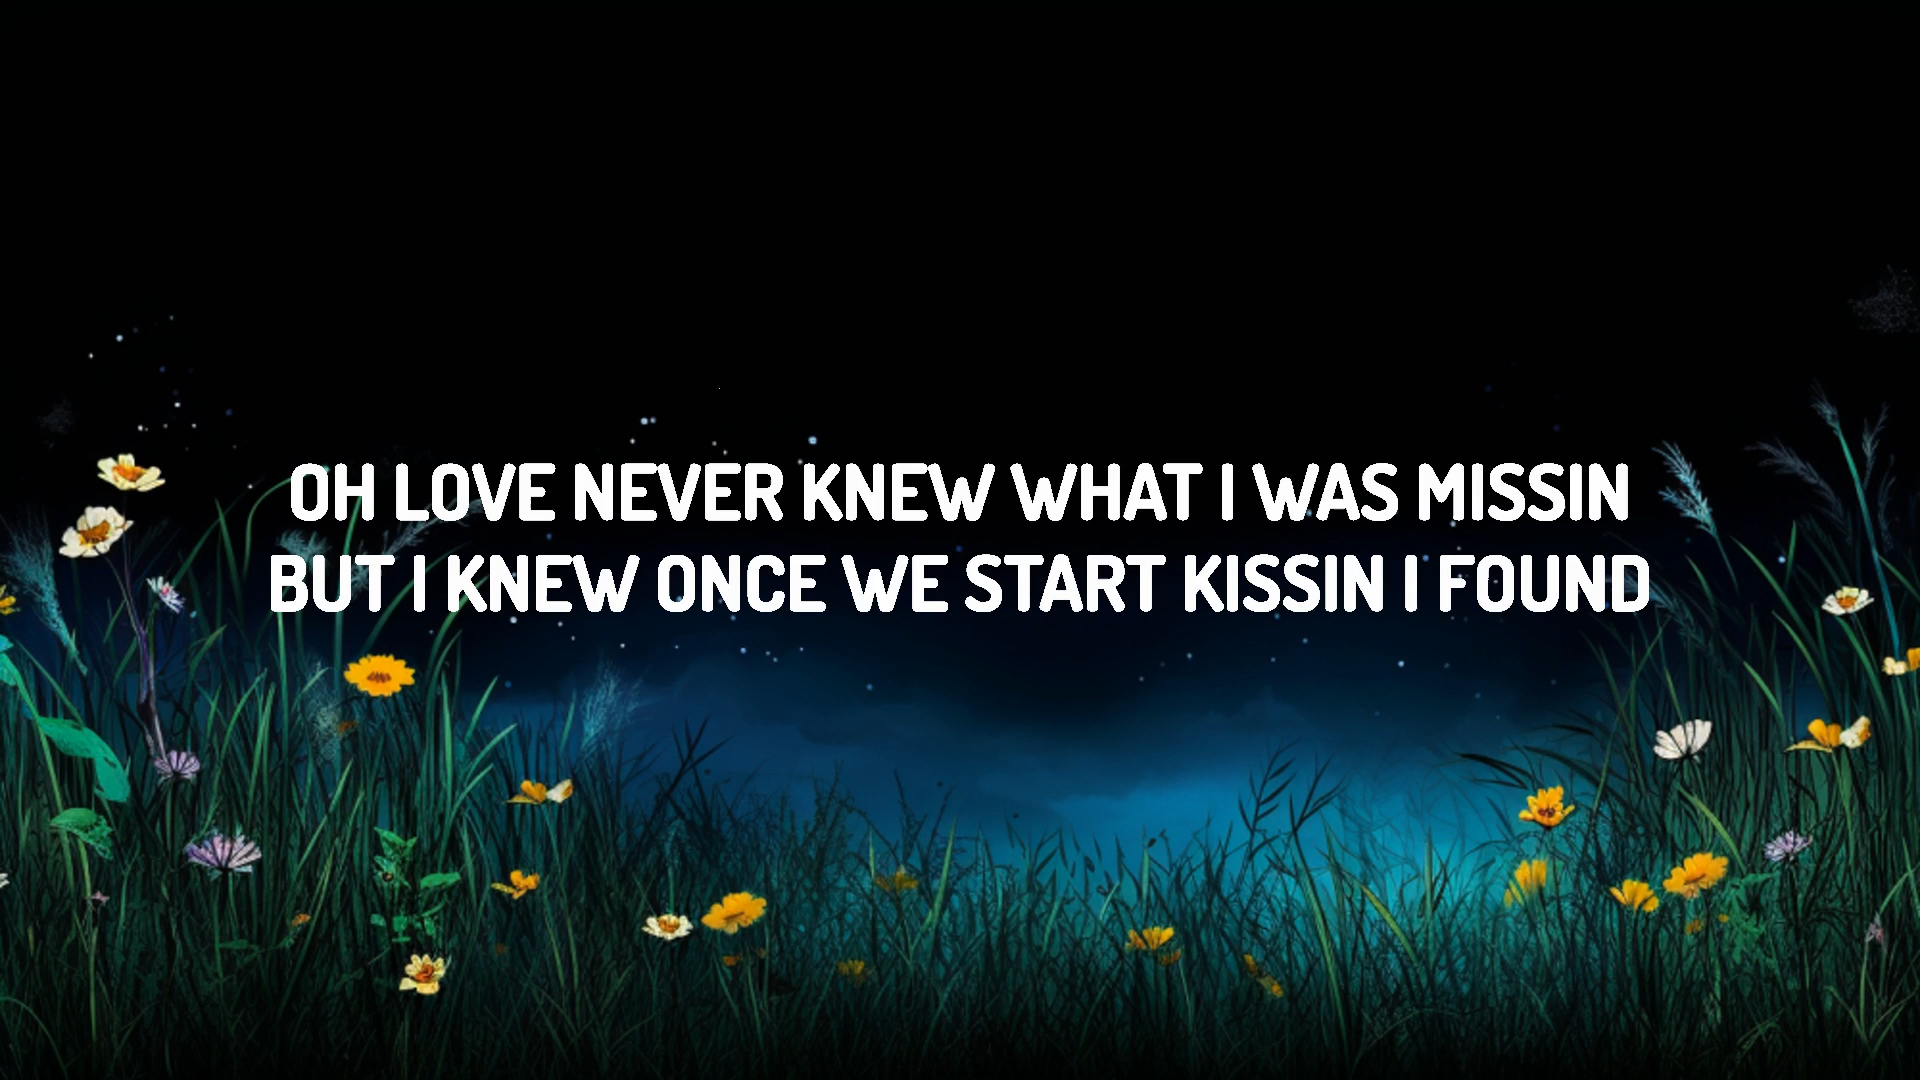 OH LOVE NEVER KNEW WHAT I WAS MISSIN
BUT I KNEW ONCE WE START KISSIN I FOUND